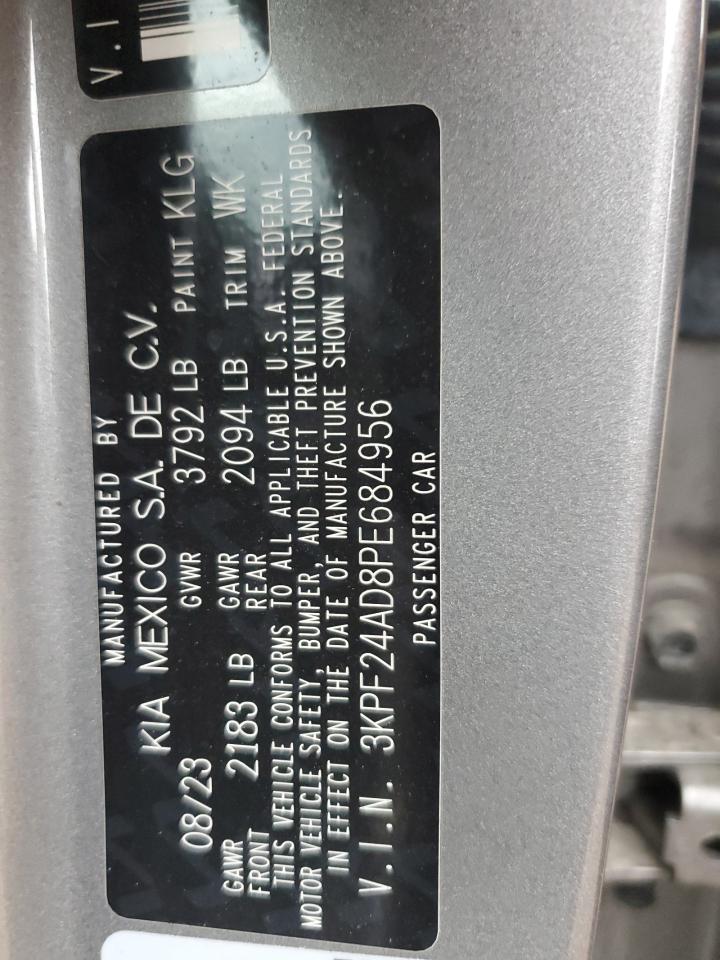 V.I
MANUFACTURED BY
KIA MEXICO S.A. DE C.V.
08/23 GVWR 3792 LB PAINT KLG
GAWR FRONT 2183 LB GAWR REAR 2094 LB TRIM WK
THIS VEHICLE CONFORMS TO ALL APPLICABLE U.S.A. FEDERAL
MOTOR VEHICLE SAFETY, BUMPER, AND THEFT PREVENTION STANDARDS
IN EFFECT ON THE DATE OF MANUFACTURE SHOWN ABOVE.
V.I.N. 3KPF24AD8PE684956
PASSENGER CAR